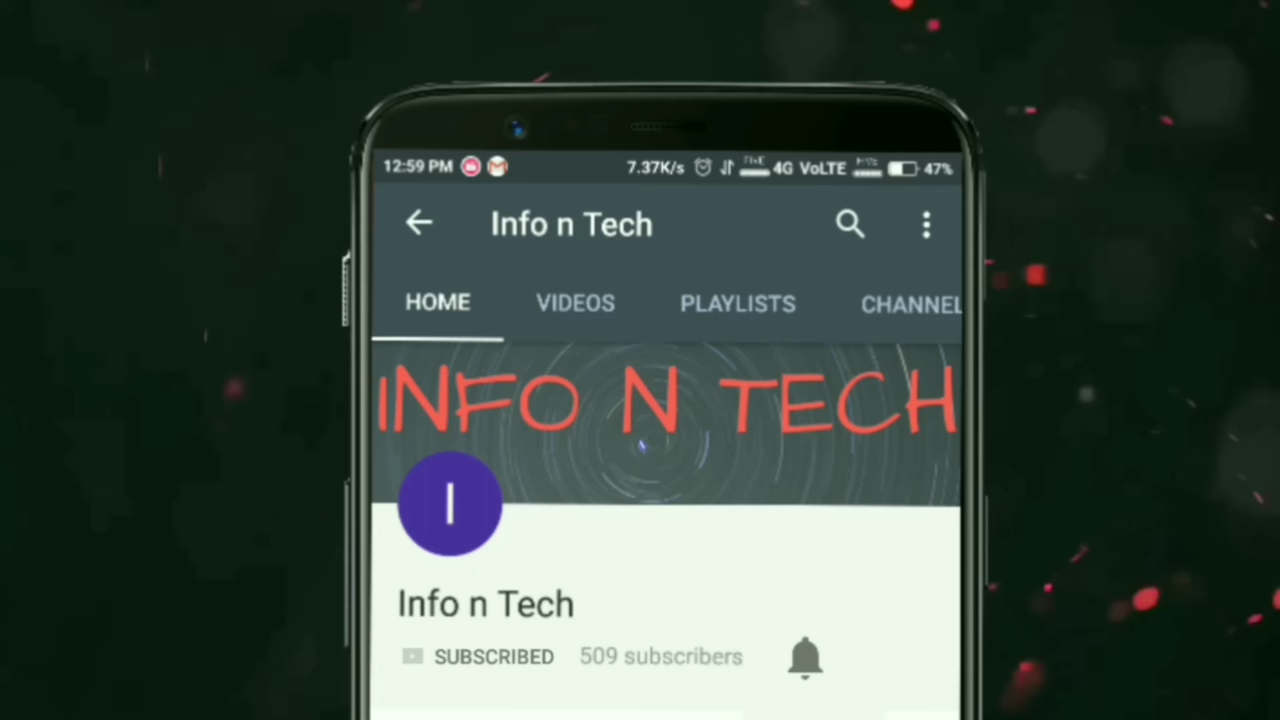 12:59 PM 7.37K/s 4G VoLTE 47%
Info n Tech
HOME VIDEOS PLAYLISTS CHANNEL
INFO N TECH
I
Info n Tech
SUBSCRIBED 509 subscribers